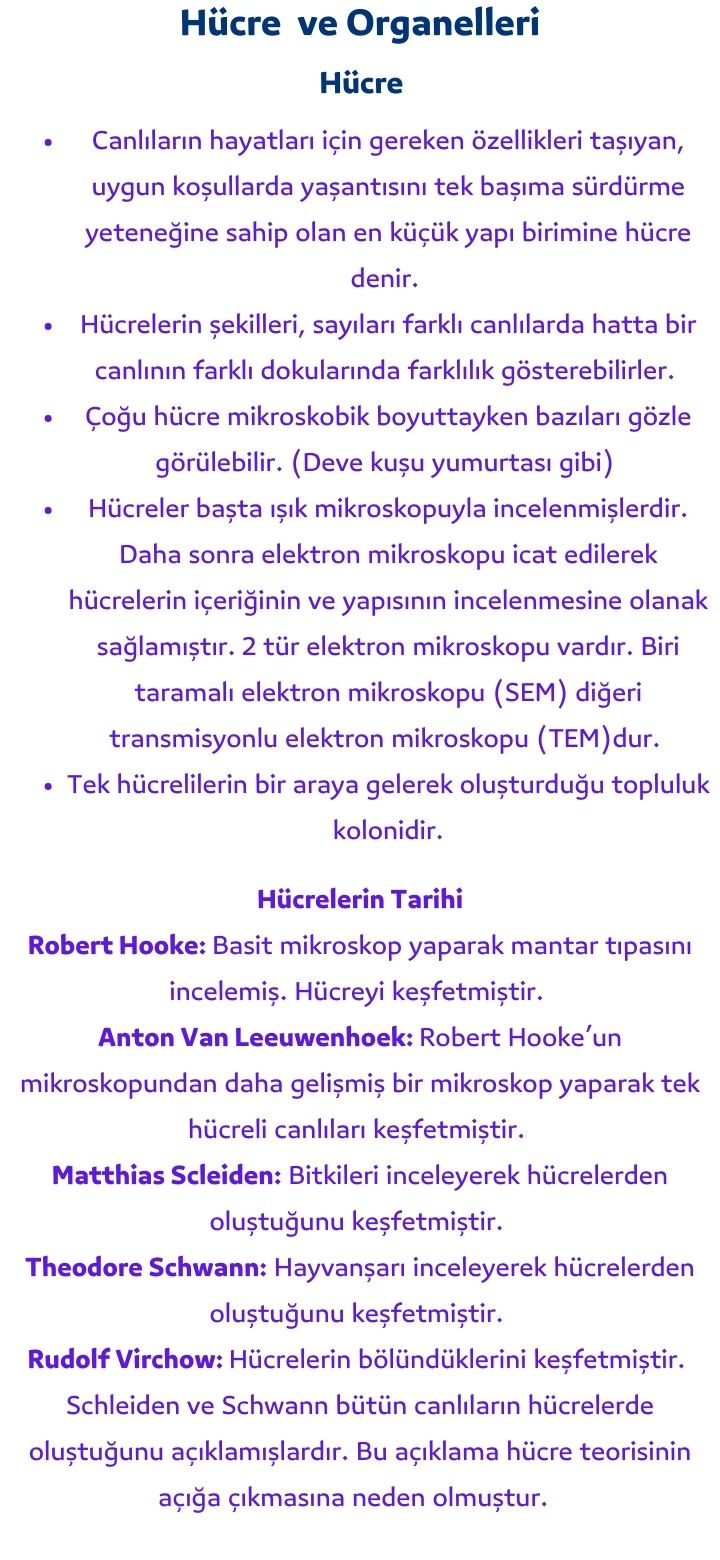 Hücre ve Organelleri
Hücre
• Canlıların hayatları için gereken özellikleri taşıyan,
uygun koşullarda yaşantısını tek başıma sürdürme
yeteneğine sahip olan en küçük yapı birimine hücre
denir.
• Hücrelerin şekilleri, sayıları farklı canlılarda hatta bir
canlının farklı dokularında farklılık gösterebilirler.
• Çoğu hücre mikroskobik boyuttayken bazıları gözle
görülebilir. (Deve kuşu yumurtası gibi)
• Hücreler başta ışık mikroskopuyla incelenmişlerdir.
Daha sonra elektron mikroskopu icat edilerek
hücrelerin içeriğinin ve yapısının incelenmesine olanak
sağlamıştır. 2 tür elektron mikroskopu vardır. Biri
taramalı elektron mikroskopu (SEM) diğeri
transmisyonlu elektron mikroskopu (TEM)dur.
• Tek hücrelilerin bir araya gelerek oluşturduğu topluluk
kolonidir.
Hücrelerin Tarihi
Robert Hooke: Basit mikroskop yaparak mantar tıpasını
incelemiş. Hücreyi keşfetmiştir.
Anton Van Leeuwenhoek: Robert Hooke’un
mikroskopundan daha gelişmiş bir mikroskop yaparak tek
hücreli canlıları keşfetmiştir.
Matthias Scleiden: Bitkileri inceleyerek hücrelerden
oluştuğunu keşfetmiştir.
Theodore Schwann: Hayvanşarı inceleyerek hücrelerden
oluştuğunu keşfetmiştir.
Rudolf Virchow: Hücrelerin bölündüklerini keşfetmiştir.
Schleiden ve Schwann bütün canlıların hücrelerde
oluştuğunu açıklamışlardır. Bu açıklama hücre teorisinin
açığa çıkmasına neden olmuştur.